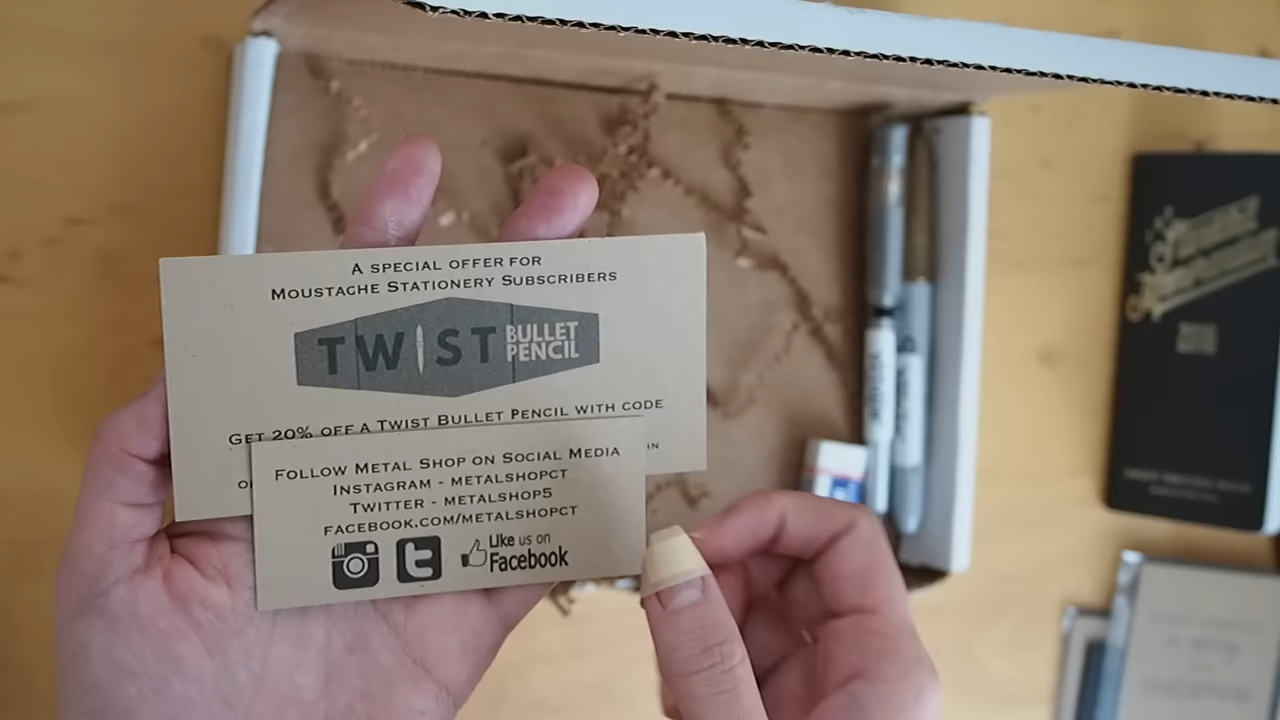 A SPECIAL OFFER FOR
MOUSTACHE STATIONERY SUBSCRIBERS
TWIST BULLET PENCIL
GET 20% OFF A TWIST BULLET PENCIL WITH CODE
IN
FOLLOW METAL SHOP ON SOCIAL MEDIA
INSTAGRAM - METALSHOPCT
TWITTER - METALSHOP5
FACEBOOK.COM/METALSHOPCT
Like us on
Facebook